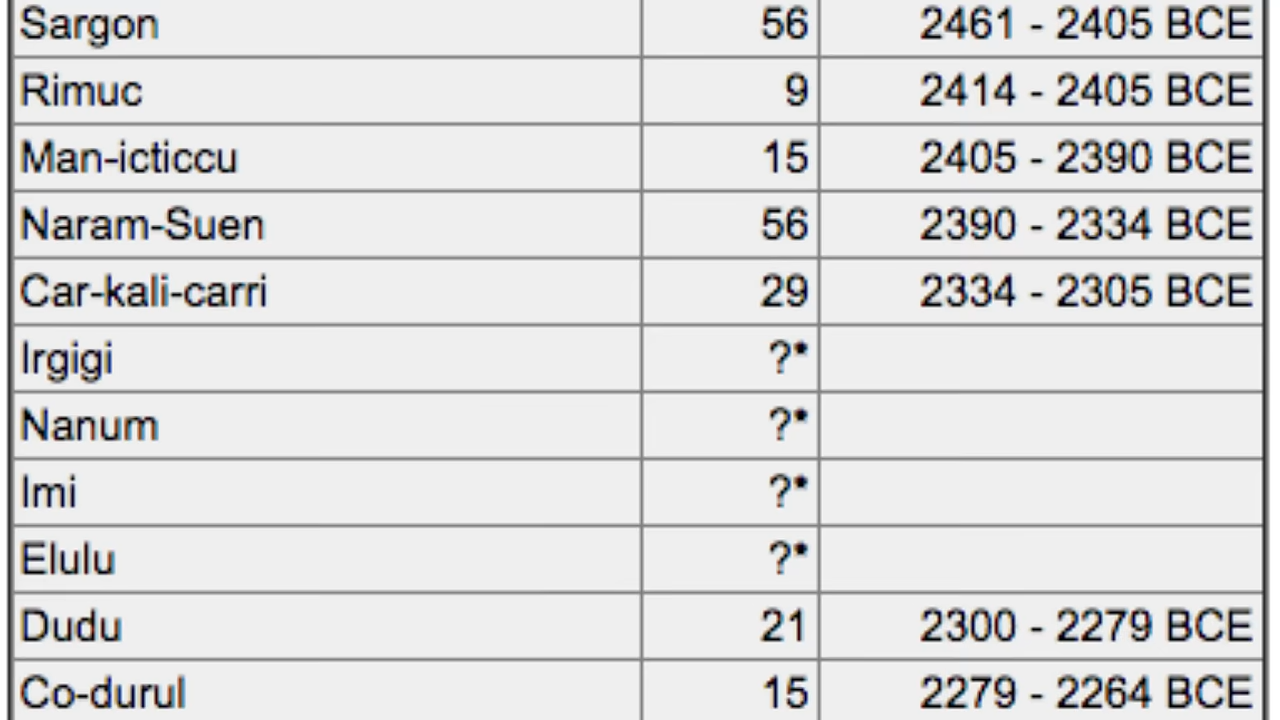 Sargon 56 2461 - 2405 BCE
Rimuc 9 2414 - 2405 BCE
Man-icticcu 15 2405 - 2390 BCE
Naram-Suen 56 2390 - 2334 BCE
Car-kali-carri 29 2334 - 2305 BCE
Irgigi ?*
Nanum ?*
Imi ?*
Elulu ?*
Dudu 21 2300 - 2279 BCE
Co-durul 15 2279 - 2264 BCE